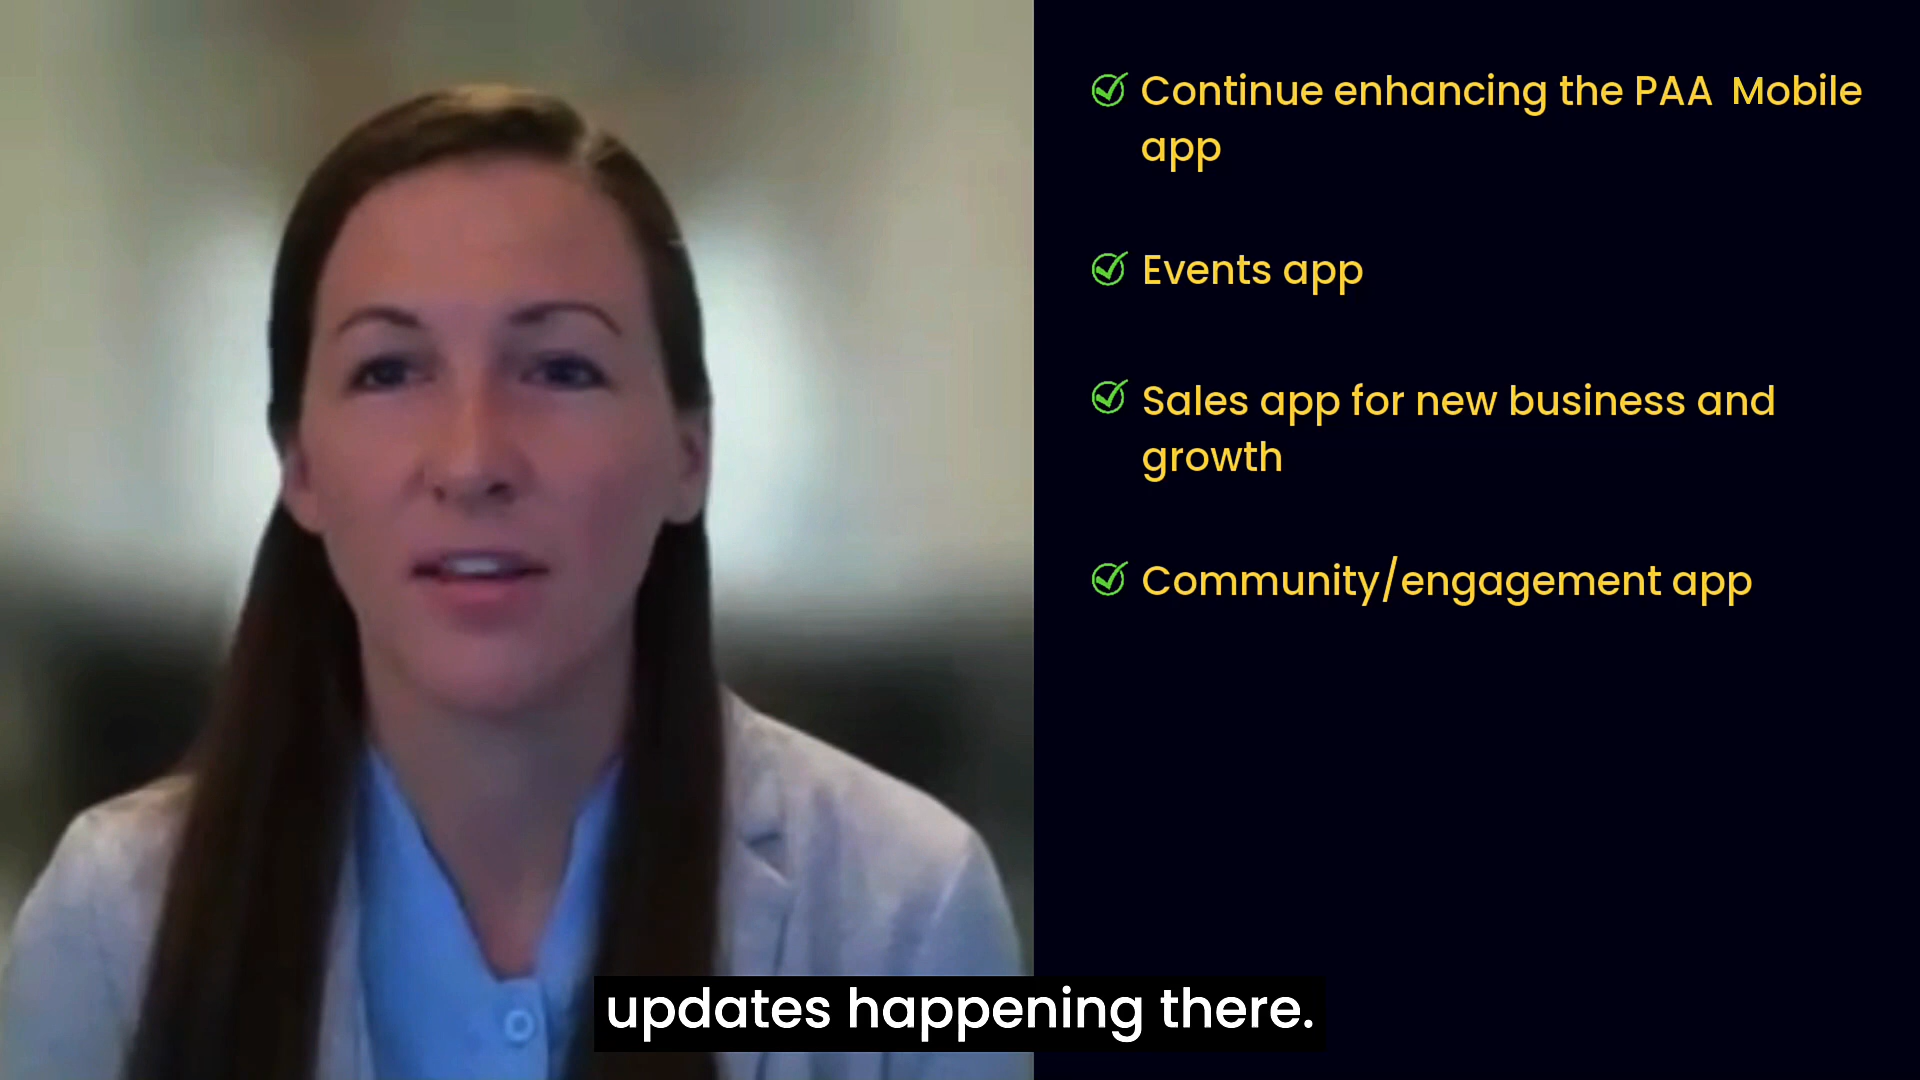 Continue enhancing the PAA Mobile
app
Events app
Sales app for new business and
growth
Community/engagement app
updates happening there.